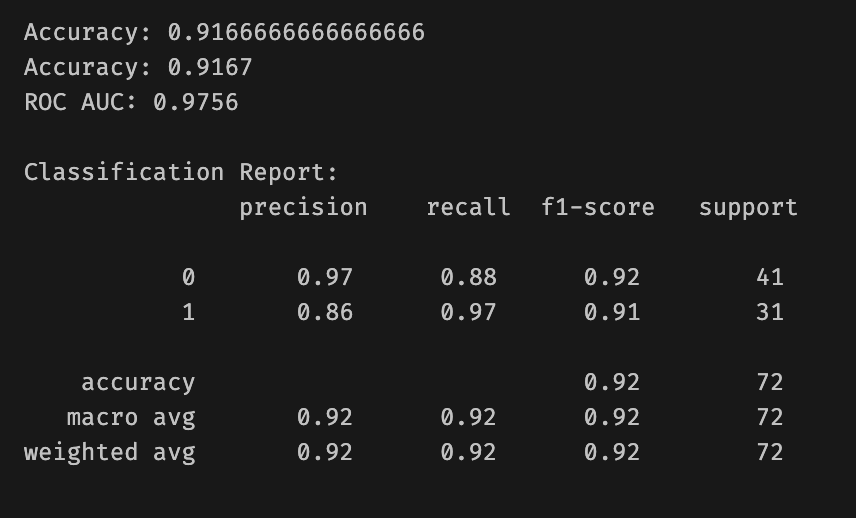 Accuracy: 0.9166666666666666
Accuracy: 0.9167
ROC AUC: 0.9756
Classification Report:
precision recall f1-score support
0 0.97 0.88 0.92 41
1 0.86 0.97 0.91 31
accuracy 0.92 72
macro avg 0.92 0.92 0.92 72
weighted avg 0.92 0.92 0.92 72